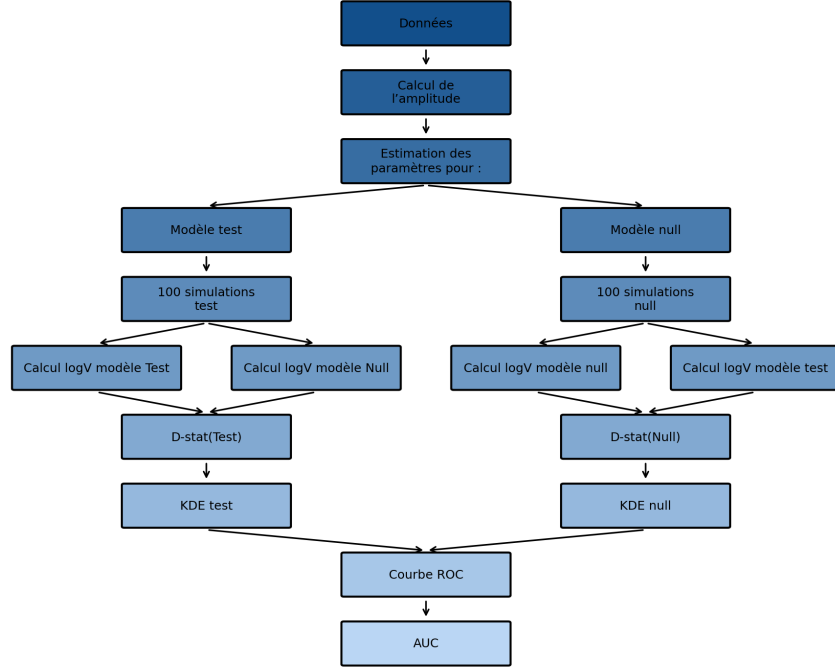 Données
Calcul de
l’amplitude
Estimation des
paramètres pour :
Modèle test
Modèle null
100 simulations
test
100 simulations
null
Calcul logV modèle Test
Calcul logV modèle Null
Calcul logV modèle null
Calcul logV modèle test
D-stat(Test)
D-stat(Null)
KDE test
KDE null
Courbe ROC
AUC